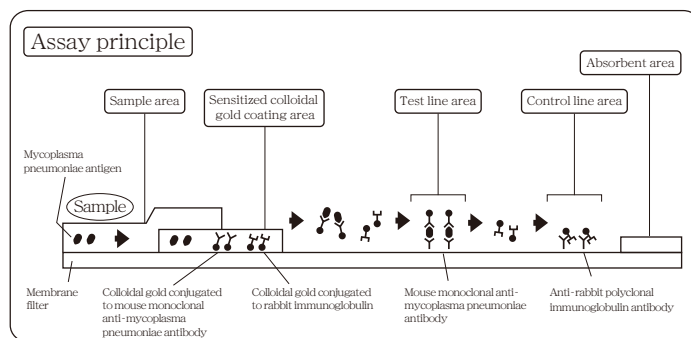 Assay principle
Absorbent area
Sample area
Sensitized colloidal
gold coating area
Test line area
Control line area
Mycoplasma
pneumoniae antigen
Sample
Membrane
filter
Colloidal gold conjugated
to mouse monoclonal
anti-mycoplasma
pneumoniae antibody
Colloidal gold conjugated
to rabbit immunoglobulin
Mouse monoclonal anti-
mycoplasma pneumoniae
antibody
Anti-rabbit polyclonal
immunoglobulin antibody